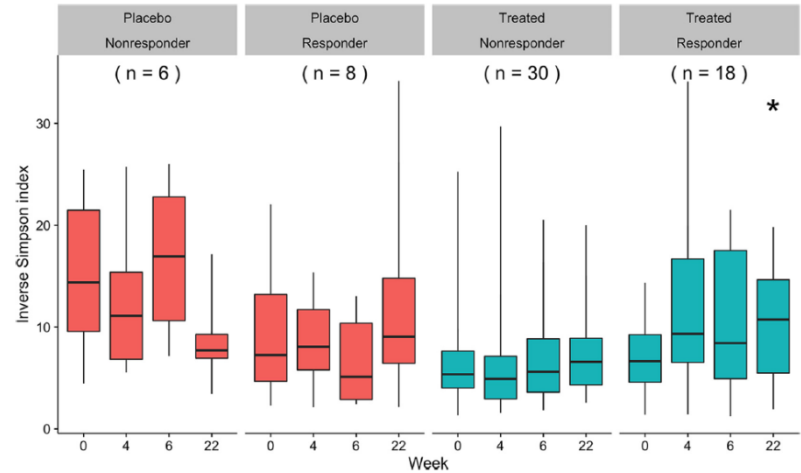 Placebo Placebo Treated Treated
Nonresponder Responder Nonresponder Responder
( n = 6 ) ( n = 8 ) ( n = 30 ) ( n = 18 )
*
30
20
10
0
Inverse Simpson index
0 4 6 22 0 4 6 22 0 4 6 22 0 4 6 22
Week